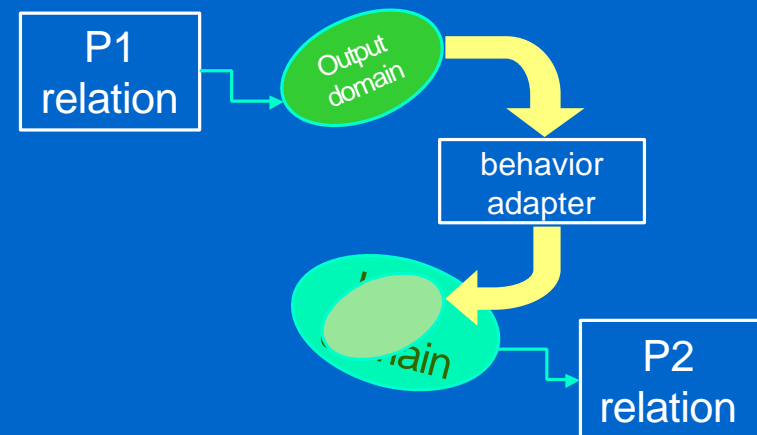 P1
relation
Output
domain
behavior
adapter
P2
relation